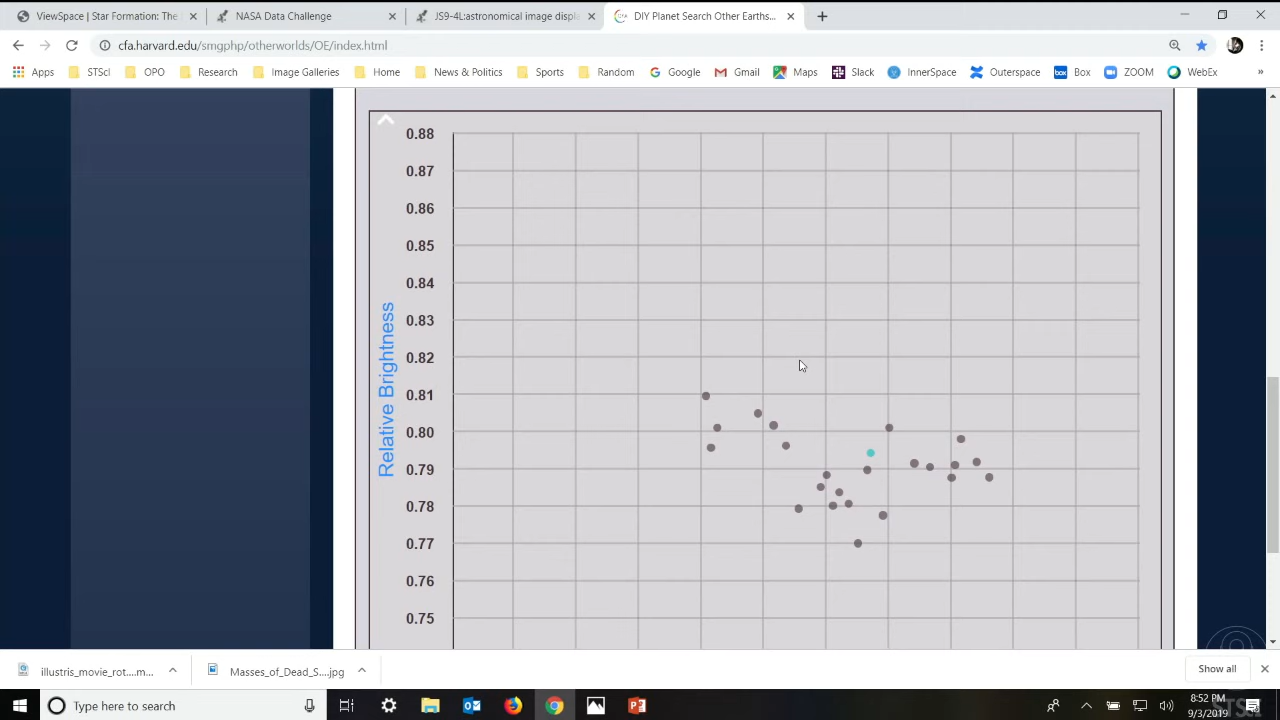 ViewSpace | Star Formation: The
NASA Data Challenge
JS9-4L:astronomical image displ
DIY Planet Search Other Earths...
cfa.harvard.edu/smgphp/otherworlds/OE/index.html
Apps
STScI
OPO
Research
Image Galleries
Home
News & Politics
Sports
Random
Google
Gmail
Maps
Slack
InnerSpace
Outerspace
Box
ZOOM
WebEx
»
0.88
0.87
0.86
0.85
0.84
0.83
0.82
0.81
0.80
0.79
0.78
0.77
0.76
0.75
Relative Brightness
illustris_movie_rot....m...
Masses_of_Dead_S....jpg
Show all
Type here to search
8:52 PM
9/3/2019